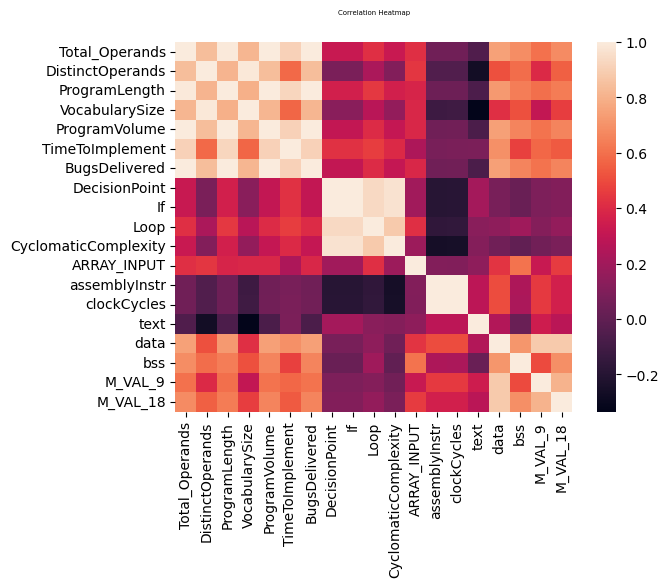 Correlation Heatmap
Total_Operands
DistinctOperands
ProgramLength
VocabularySize
ProgramVolume
TimeToImplement
BugsDelivered
DecisionPoint
If
Loop
CyclomaticComplexity
ARRAY_INPUT
assemblyInstr
clockCycles
text
data
bss
M_VAL_9
M_VAL_18
Total_Operands
DistinctOperands
ProgramLength
VocabularySize
ProgramVolume
TimeToImplement
BugsDelivered
DecisionPoint
If
Loop
CyclomaticComplexity
ARRAY_INPUT
assemblyInstr
clockCycles
text
data
bss
M_VAL_9
M_VAL_18
1.0
0.8
0.6
0.4
0.2
0.0
−0.2